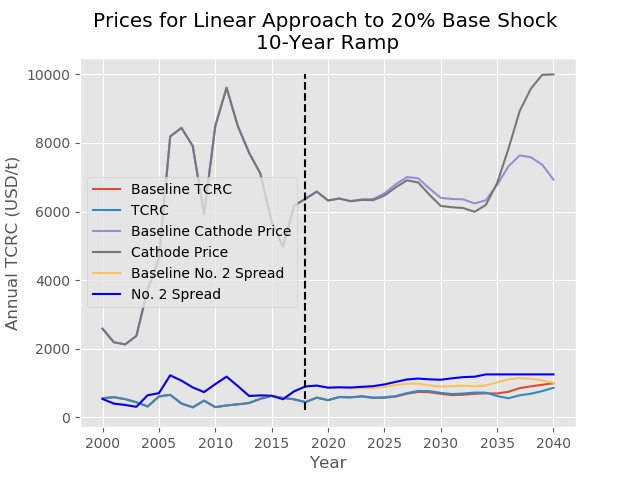 Prices for Linear Approach to 20% Base Shock
10-Year Ramp
Annual TCRC (USD/t)
10000
8000
6000
4000
2000
0
Baseline TCRC
TCRC
Baseline Cathode Price
Cathode Price
Baseline No. 2 Spread
No. 2 Spread
2000 2005 2010 2015 2020 2025 2030 2035 2040
Year